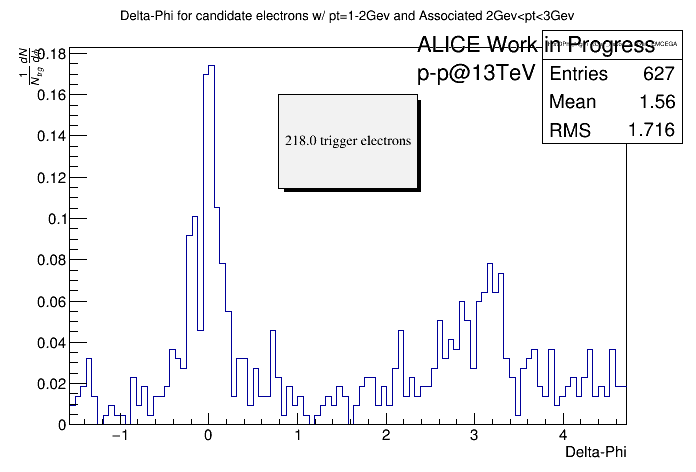 Delta-Phi for candidate electrons w/ pt=1-2Gev and Associated 2Gev<pt<3Gev
ALICE Work in Progress
p-p@13TeV
Entries 627
Mean 1.56
RMS 1.716
218.0 trigger electrons
0.18
0.16
0.14
0.12
0.1
0.08
0.06
0.04
0.02
0
−1 0 1 2 3 4
Delta-Phi